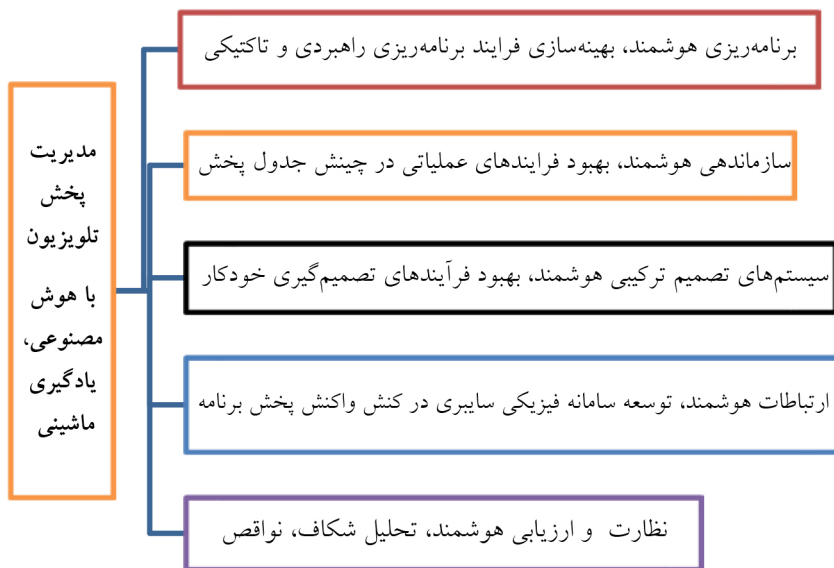 مدیریت
پخش
تلویزیون
با هوش
مصنوعی،
یادگیری
ماشینی
برنامه‌ریزی هوشمند، بهینه‌سازی فرایند برنامه‌ریزی راهبردی و تاکتیکی
سازماندهی هوشمند، بهبود فرایندهای عملیاتی در چینش جدول پخش
سیستم‌های تصمیم ترکیبی هوشمند، بهبود فرآیندهای تصمیم‌گیری خودکار
ارتباطات هوشمند، توسعه سامانه فیزیکی سایبری در کنش واکنش پخش برنامه
نظارت و ارزیابی هوشمند، تحلیل شکاف، نواقص